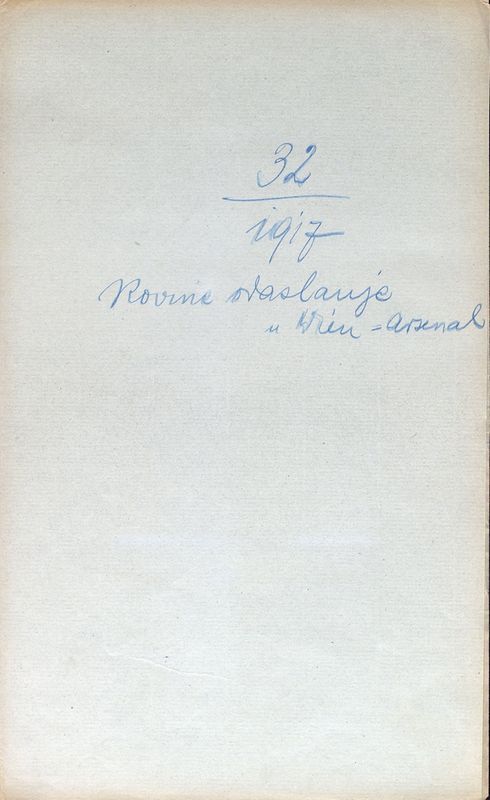 32
1917
Kovine odaslanje
u Wien = Arsenal